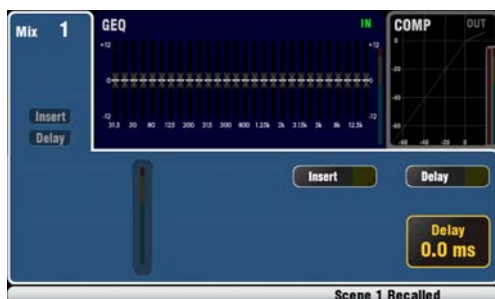 Mix 1
GEQ IN
COMP OUT
+12 +12
0 0
-12 -12
31.5 50 80 125 200 315 500 800 1.25k 2k 3.15k 5k 8k 12.5k
Insert
Delay
Insert
Delay
Delay
0.0 ms
Scene 1 Recalled